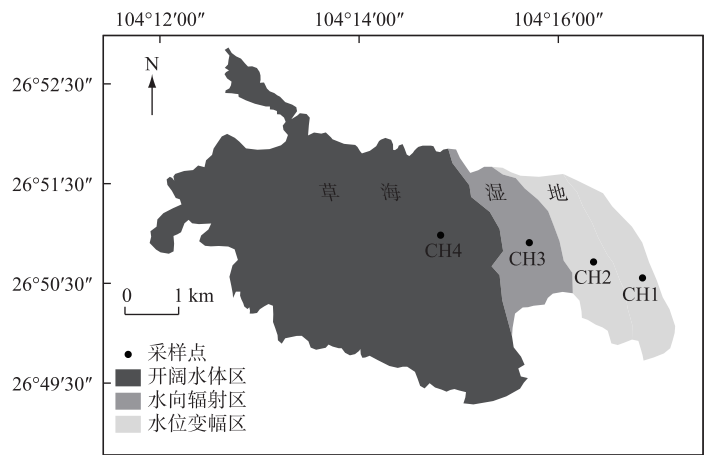 104°12′00″ 104°14′00″ 104°16′00″
N
26°52′30″
26°51′30″
草 海 湿 地
CH4
CH3
CH2
26°50′30″
CH1
0 1 km
采样点
开阔水体区
26°49′30″
水向辐射区
水位变幅区